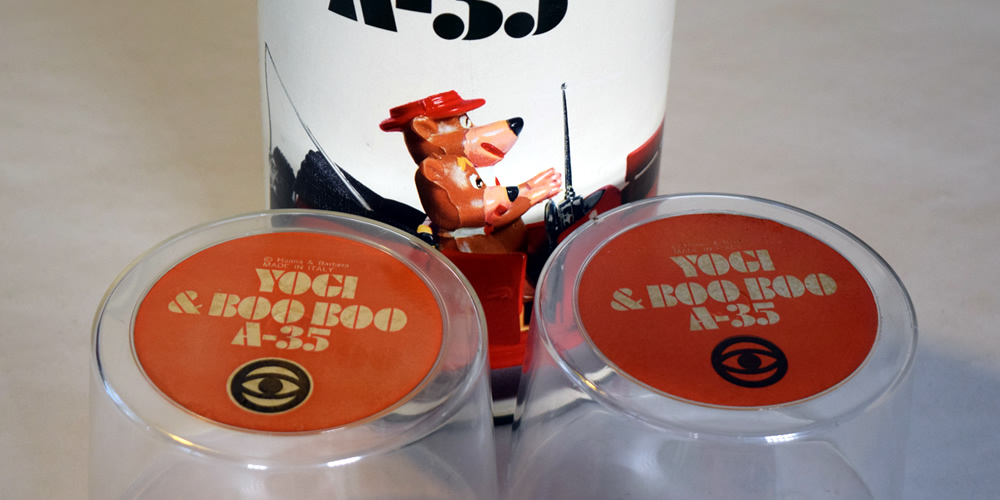 A-35
© Hanna & Barbera
MADE IN ITALY
YOGI
& BOO BOO
A-35
YOGI
& BOO BOO
A-35